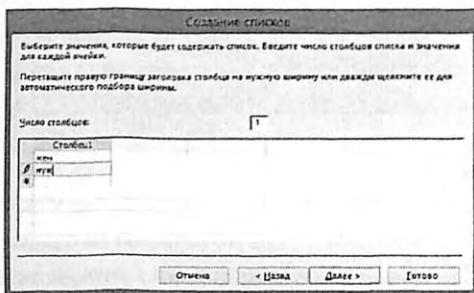 Создание списков
Выберите значения, которые будет содержать список. Введите число столбцов списка и значения
для каждой ячейки.
Перетащите правую границу заголовка столбца на нужную ширину или дважды щелкните ее для
автоматического подбора ширины.
Число столбцов: 1
Столбец1
жен
муж
*
Отмена < Назад Далее > Готово